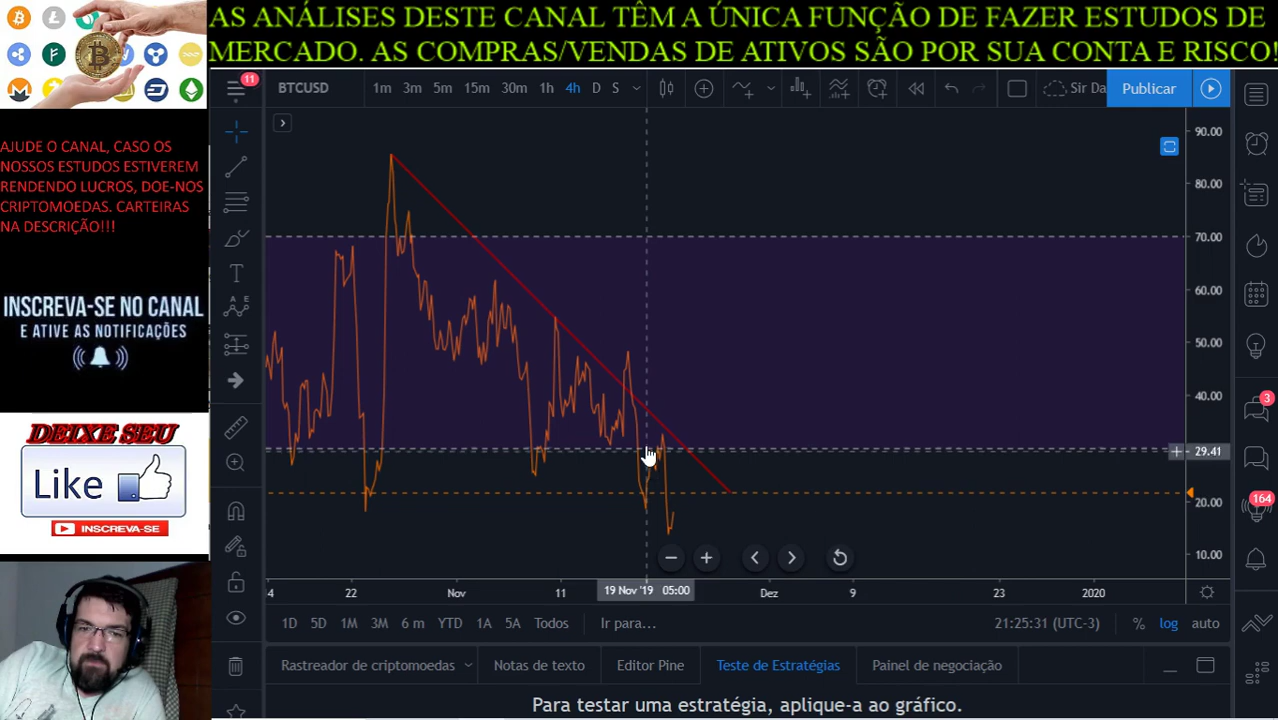 AS ANÁLISES DESTE CANAL TÊM A ÚNICA FUNÇÃO DE FAZER ESTUDOS DE
MERCADO. AS COMPRAS/VENDAS DE ATIVOS SÃO POR SUA CONTA E RISCO!
AJUDE O CANAL, CASO OS
NOSSOS ESTUDOS ESTIVEREM
RENDENDO LUCROS, DOE-NOS
CRIPTOMOEDAS. CARTEIRAS
NA DESCRIÇÃO!!!
INSCREVA-SE NO CANAL
E ATIVE AS NOTIFICAÇÕES
DEIXE SEU
Like
INSCREVA-SE
11
BTCUSD
1m 3m 5m 15m 30m 1h 4h D S
Sir Da
Publicar
90.00
80.00
70.00
60.00
50.00
40.00
29.41
20.00
10.00
3
164
4 22 Nov 11 19 Nov '19 05:00 Dez 9 23 2020
1D 5D 1M 3M 6 m YTD 1A 5A Todos Ir para... 21:25:31 (UTC-3) % log auto
Rastreador de criptomoedas Notas de texto Editor Pine Teste de Estratégias Painel de negociação
Para testar uma estratégia, aplique-a ao gráfico.